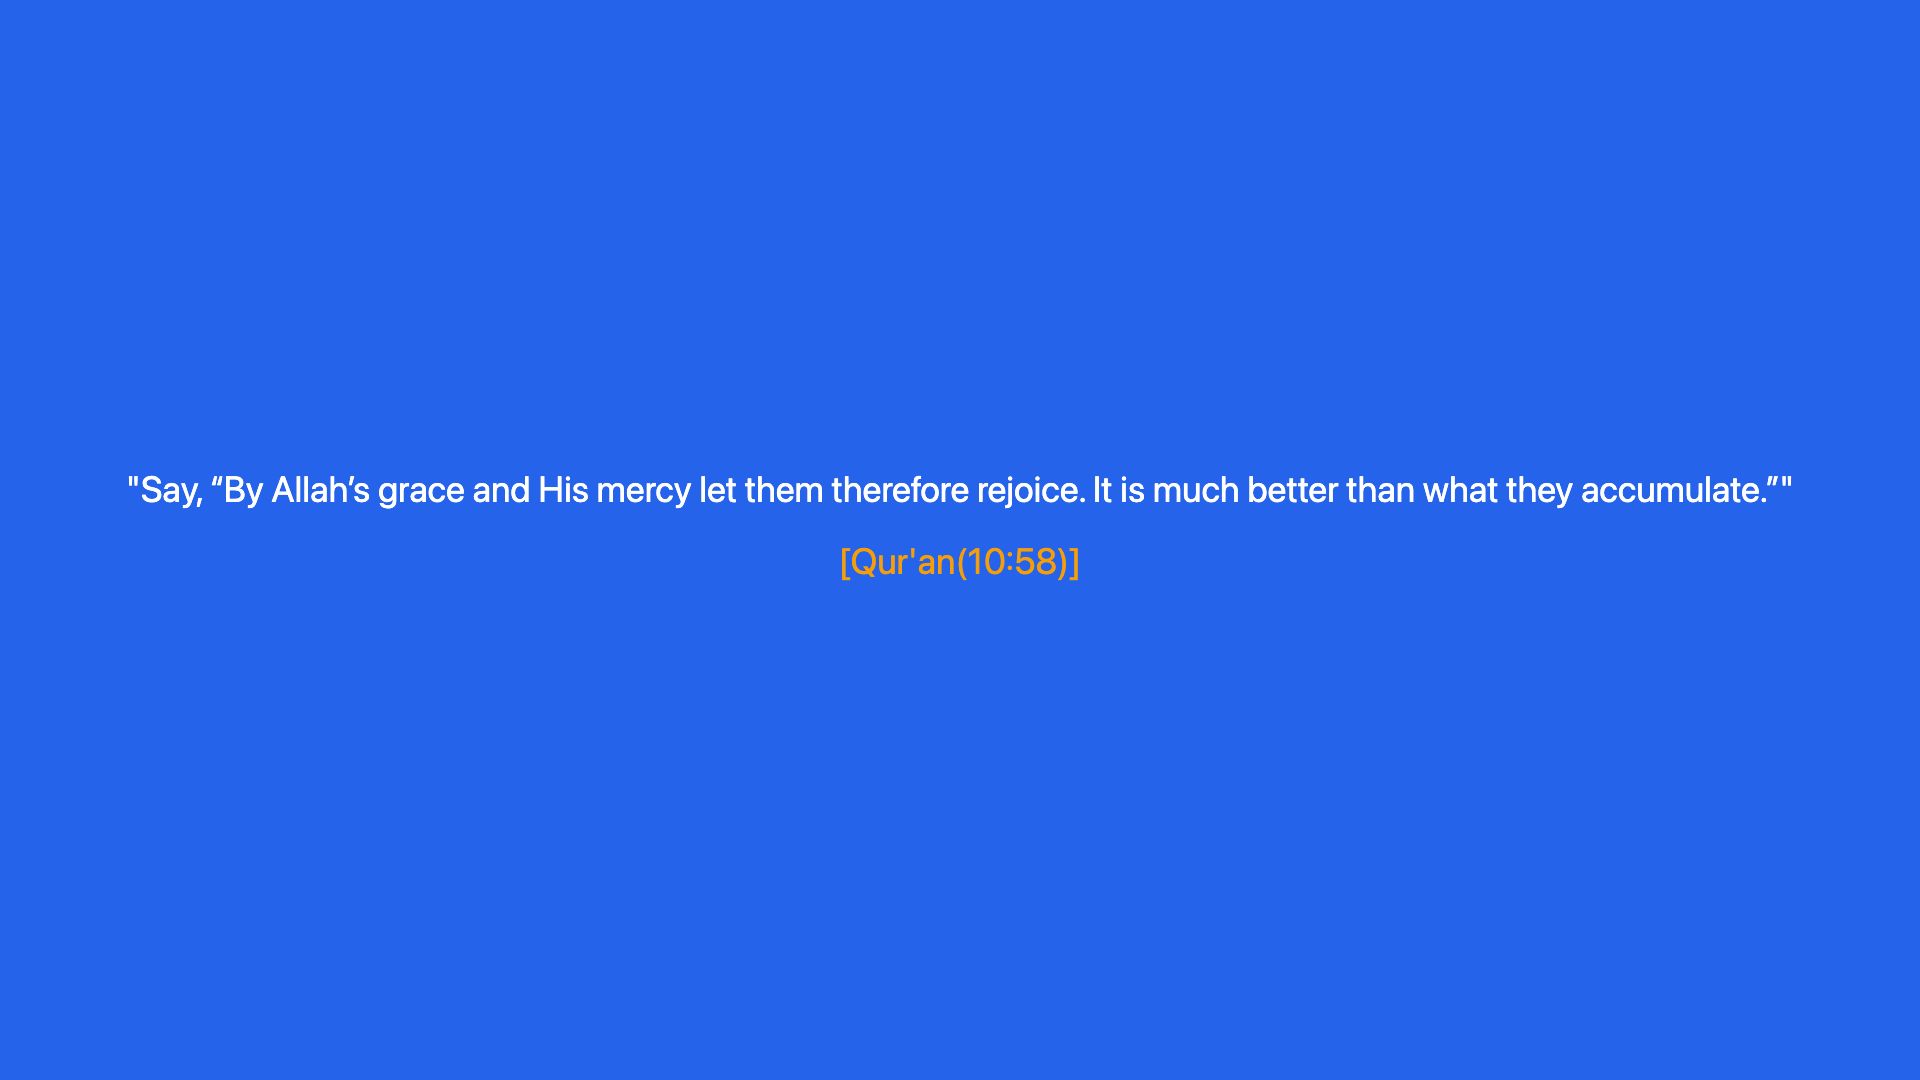 "Say, “By Allah’s grace and His mercy let them therefore rejoice. It is much better than what they accumulate.”"
[Qur'an(10:58)]